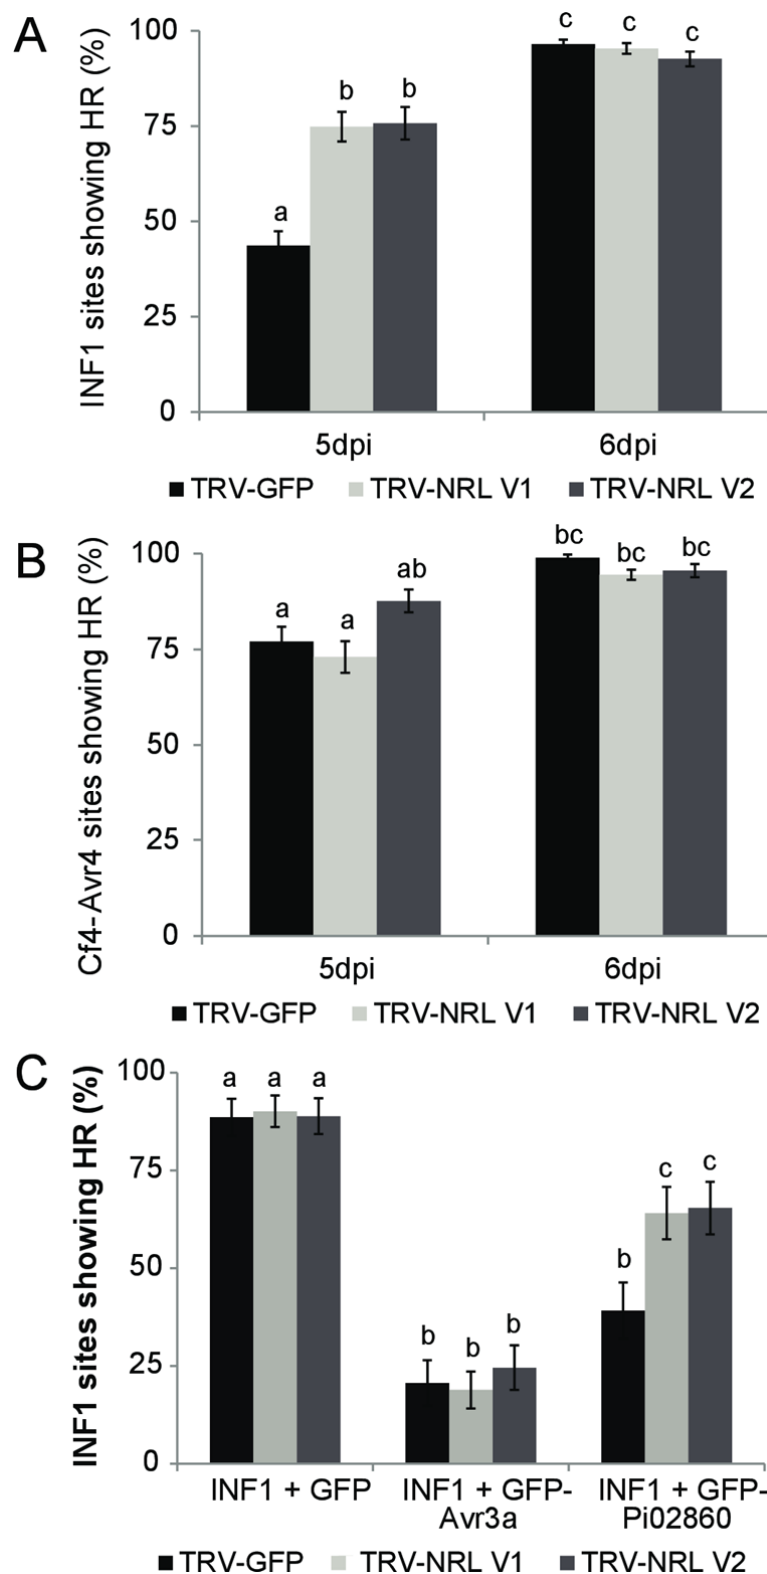 A
INF1 sites showing HR (%)
100
75
50
25
0
a
b
b
c
c
c
5dpi
6dpi
TRV-GFP TRV-NRL V1 TRV-NRL V2
B
Cf4-Avr4 sites showing HR (%)
100
75
50
25
0
a
a
ab
bc
bc
bc
5dpi
6dpi
TRV-GFP TRV-NRL V1 TRV-NRL V2
C
INF1 sites showing HR (%)
100
75
50
25
0
a
a
a
b
b
b
b
c
c
INF1 + GFP
INF1 + GFP-
Avr3a
INF1 + GFP-
Pi02860
TRV-GFP TRV-NRL V1 TRV-NRL V2